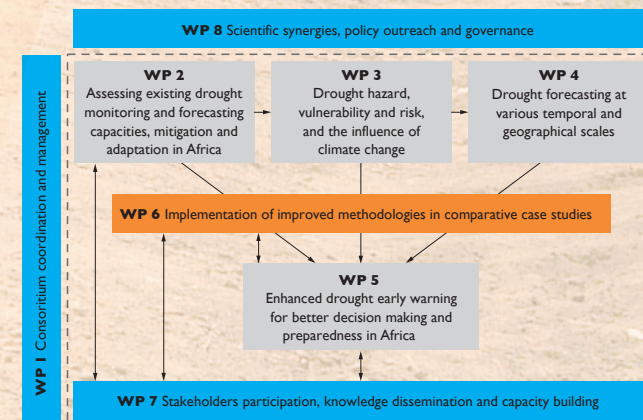 WP 8 Scientific synergies, policy outreach and governance
WP 1 Consortium coordination and management
WP 2
Assessing existing drought
monitoring and forecasting
capacities, mitigation and
adaptation in Africa
WP 3
Drought hazard,
vulnerability and risk,
and the influence of
climate change
WP 4
Drought forecasting at
various temporal and
geographical scales
WP 6 Implementation of improved methodologies in comparative case studies
WP 5
Enhanced drought early warning
for better decision making and
preparedness in Africa
WP 7 Stakeholders participation, knowledge dissemination and capacity building